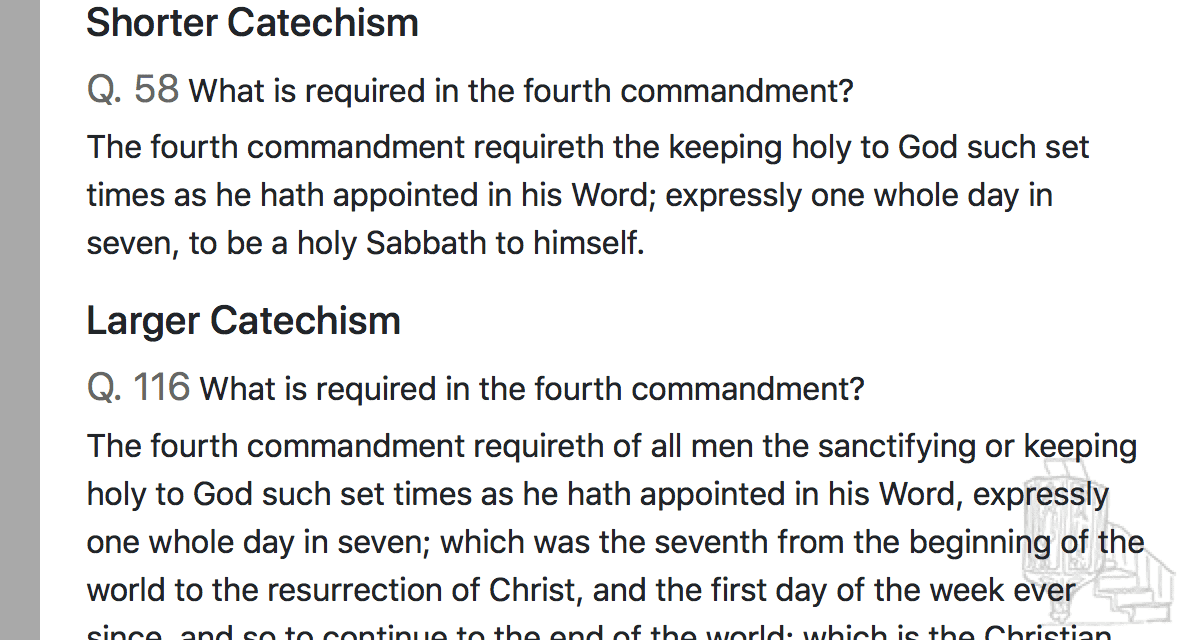 Shorter Catechism
Q. 58 What is required in the fourth commandment?
The fourth commandment requireth the keeping holy to God such set
times as he hath appointed in his Word; expressly one whole day in
seven, to be a holy Sabbath to himself.
Larger Catechism
Q. 116 What is required in the fourth commandment?
The fourth commandment requireth of all men the sanctifying or keeping
holy to God such set times as he hath appointed in his Word, expressly
one whole day in seven; which was the seventh from the beginning of the
world to the resurrection of Christ, and the first day of the week ever
since, and so to continue to the end of the world; which is the Christian